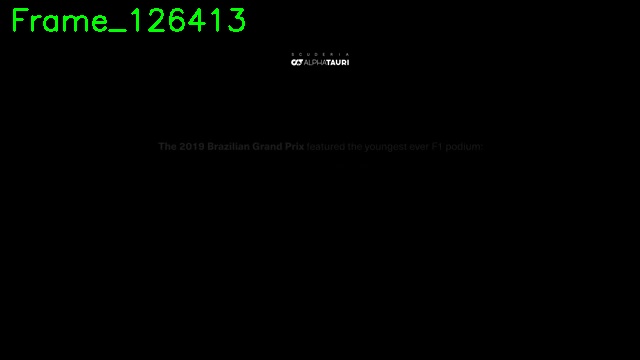 Frame_126413
SCUDERIA
ALPHATAURI
The 2019 Brazilian Grand Prix featured the youngest ever F1 podium